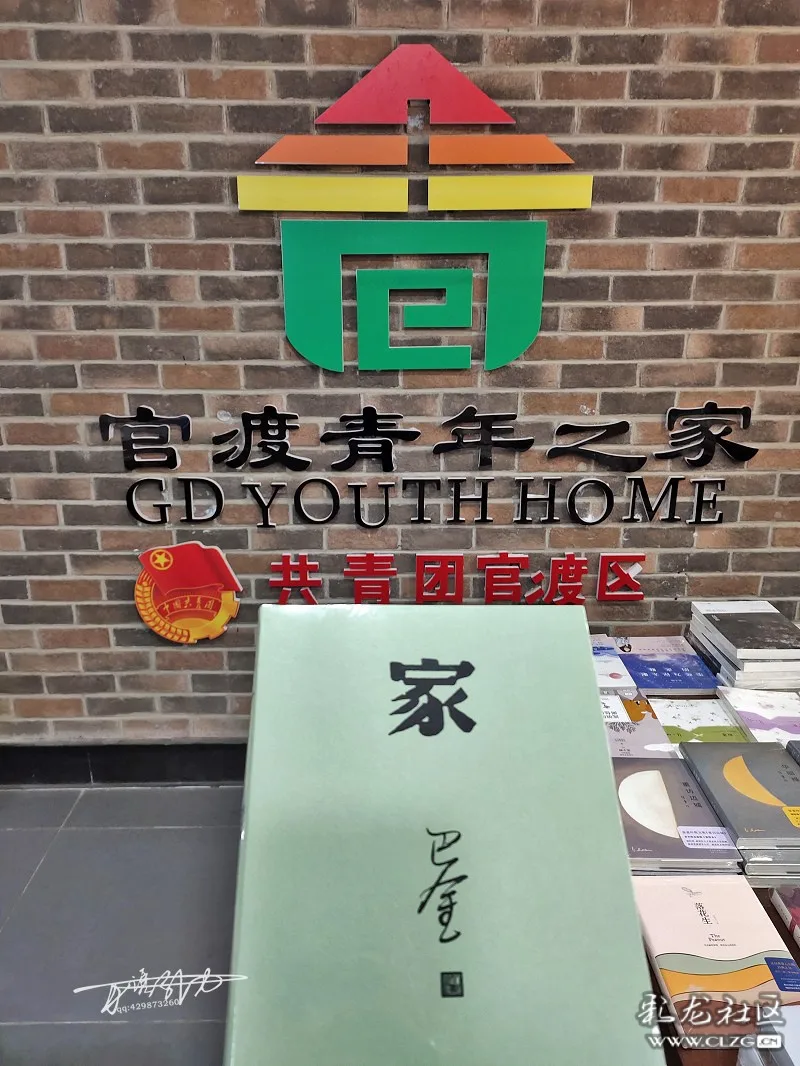 官渡青年之家
GD YOUTH HOME
中国共青团
共青团官渡区
家
巴金
落花生
The
Peanut
qq:429873260
彩龙社区
www.CLZG.CN